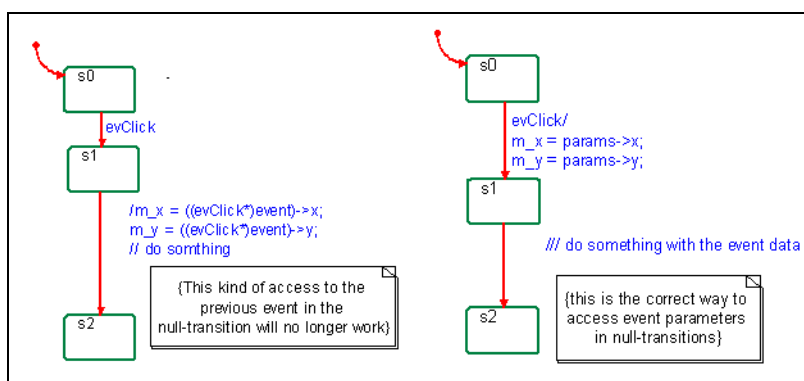 s0
evClick
s1
/m_x = ((evClick*)event)->x;
m_y = ((evClick*)event)->y;
// do somthing
{This kind of access to the
previous event in the
null-transition will no longer work}
s2
s0
evClick/
m_x = params->x;
m_y = params->y;
s1
/// do something with the event data
{this is the correct way to
access event parameters
in null-transitions}
s2